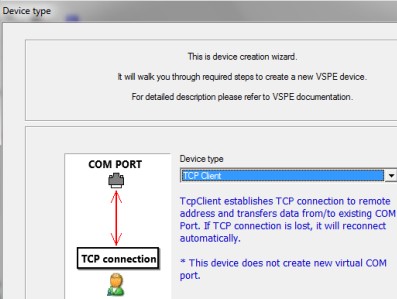 Device type
This is device creation wizard.
It will walk you through required steps to create a new VSPE device.
For detailed description please refer to VSPE documentation.
COM PORT
TCP connection
Device type
TCP Client
TcpClient establishes TCP connection to remote
address and transfers data from/to existing COM
Port. If TCP connection is lost, it will reconnect
automatically.
* This device does not create new virtual COM
port.